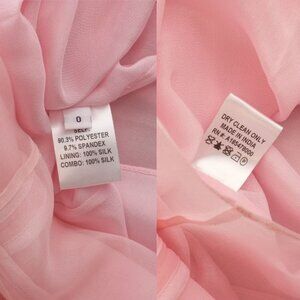 0
SELF:
90.3% POLYESTER
9.7% SPANDEX
LINING: 100% SILK
COMBO: 100% SILK
DRY CLEAN ONLY
MADE IN INDIA